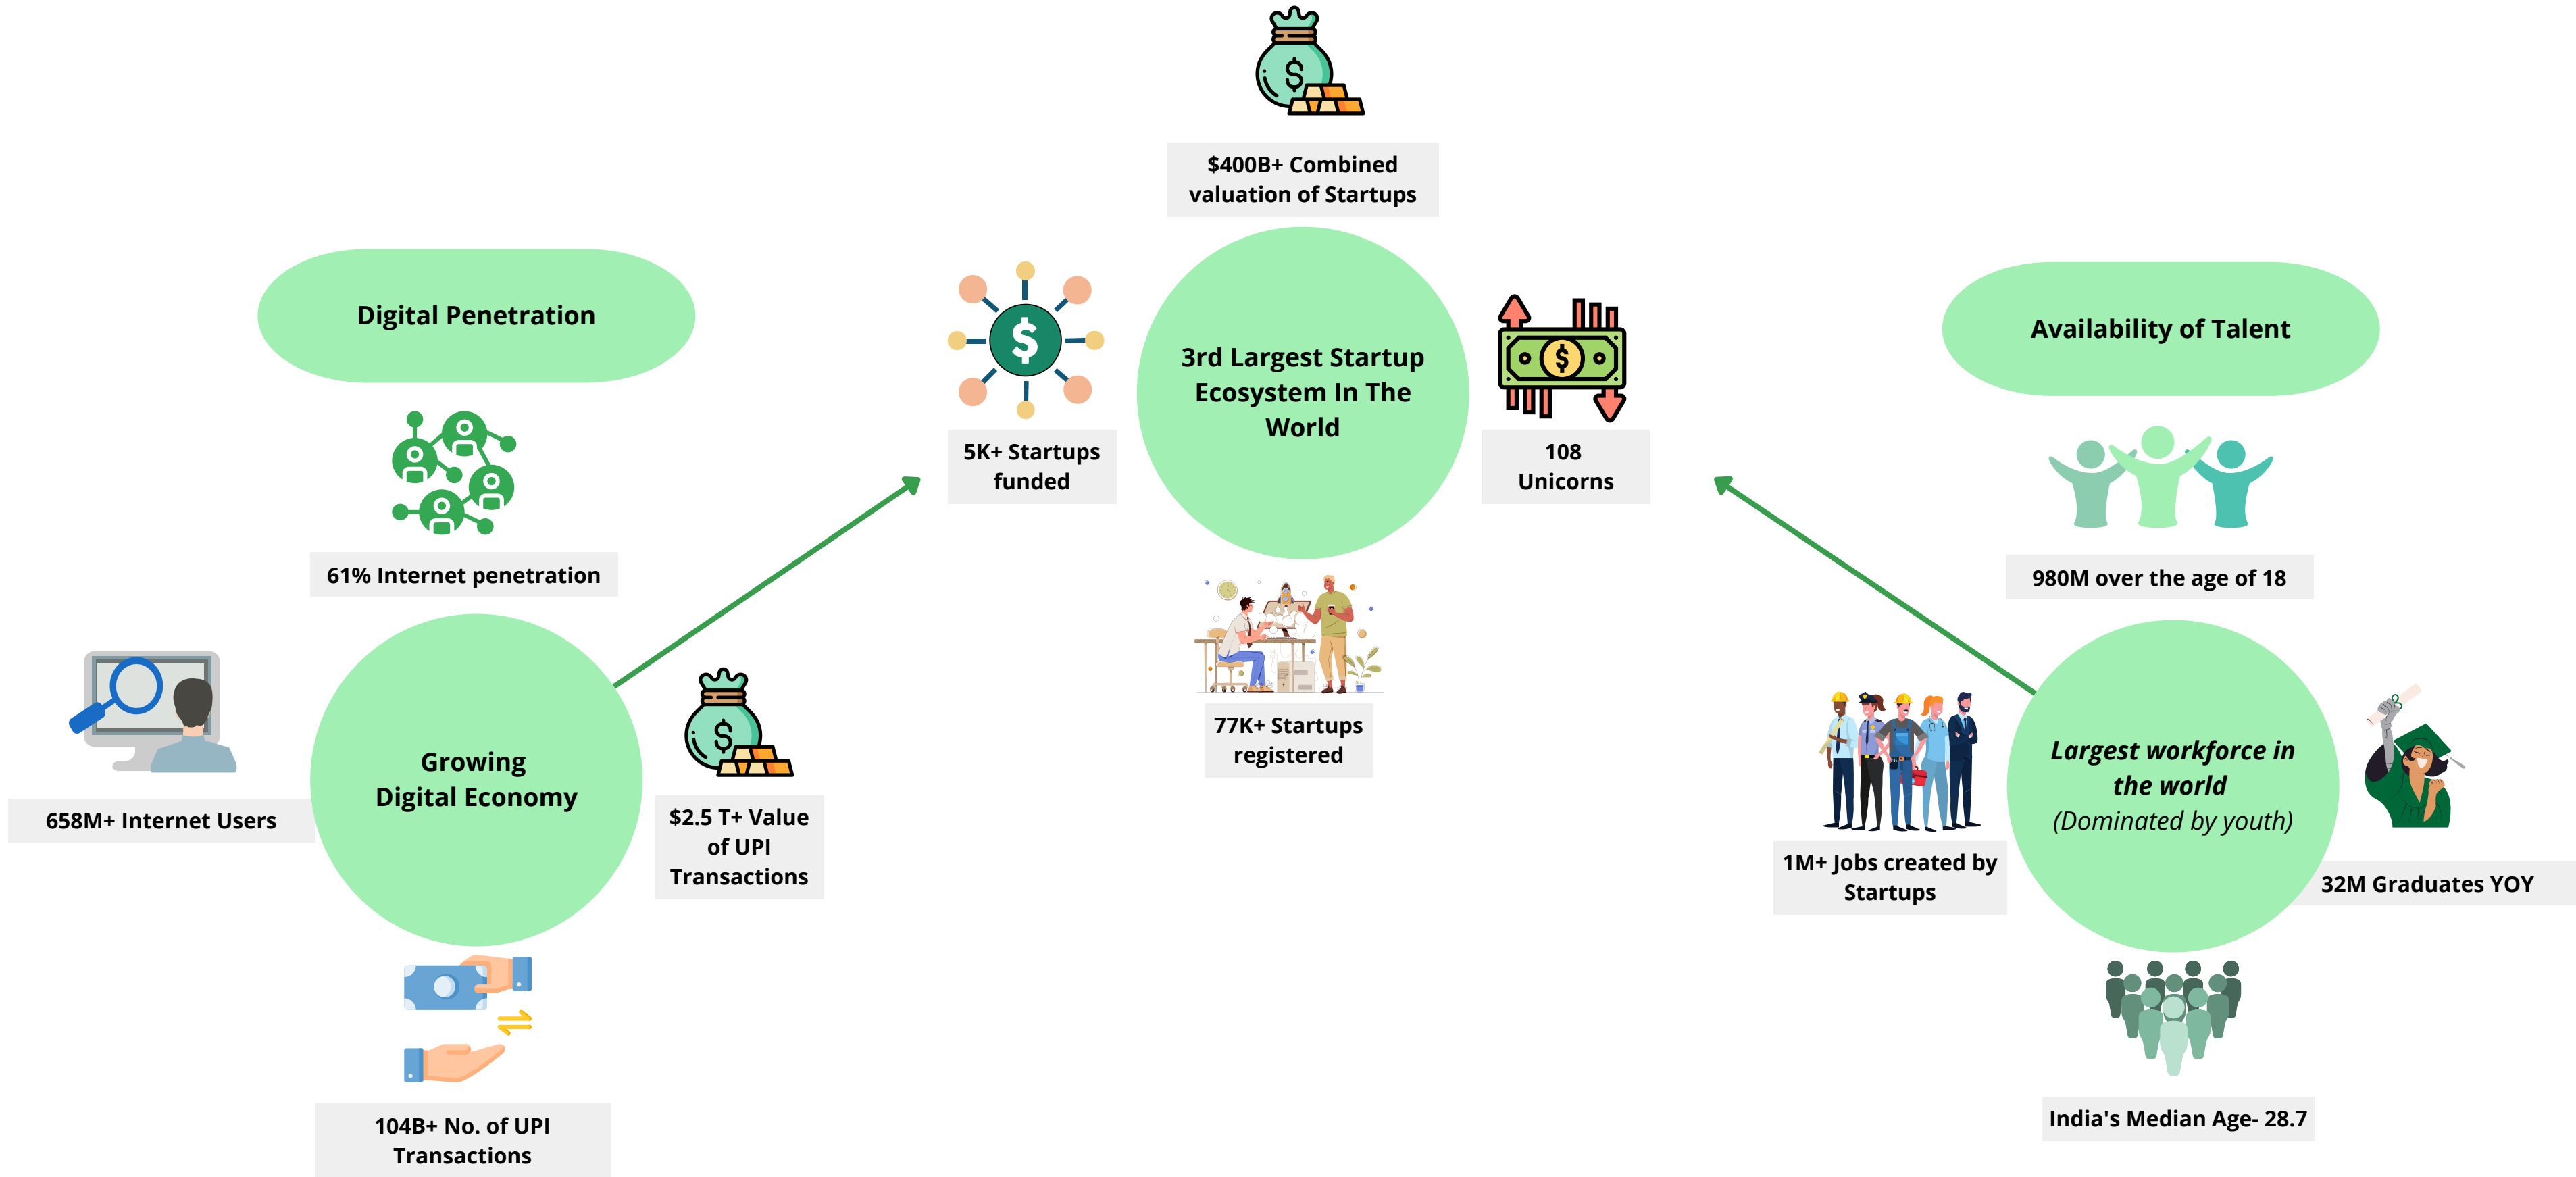 $400B+ Combined
valuation of Startups
Digital Penetration
3rd Largest Startup
Ecosystem In The
World
Availability of Talent
5K+ Startups
funded
108
Unicorns
61% Internet penetration
980M over the age of 18
77K+ Startups
registered
Growing
Digital Economy
658M+ Internet Users
$2.5 T+ Value
of UPI
Transactions
104B+ No. of UPI
Transactions
Largest workforce in
the world
(Dominated by youth)
1M+ Jobs created by
Startups
32M Graduates YOY
India's Median Age- 28.7